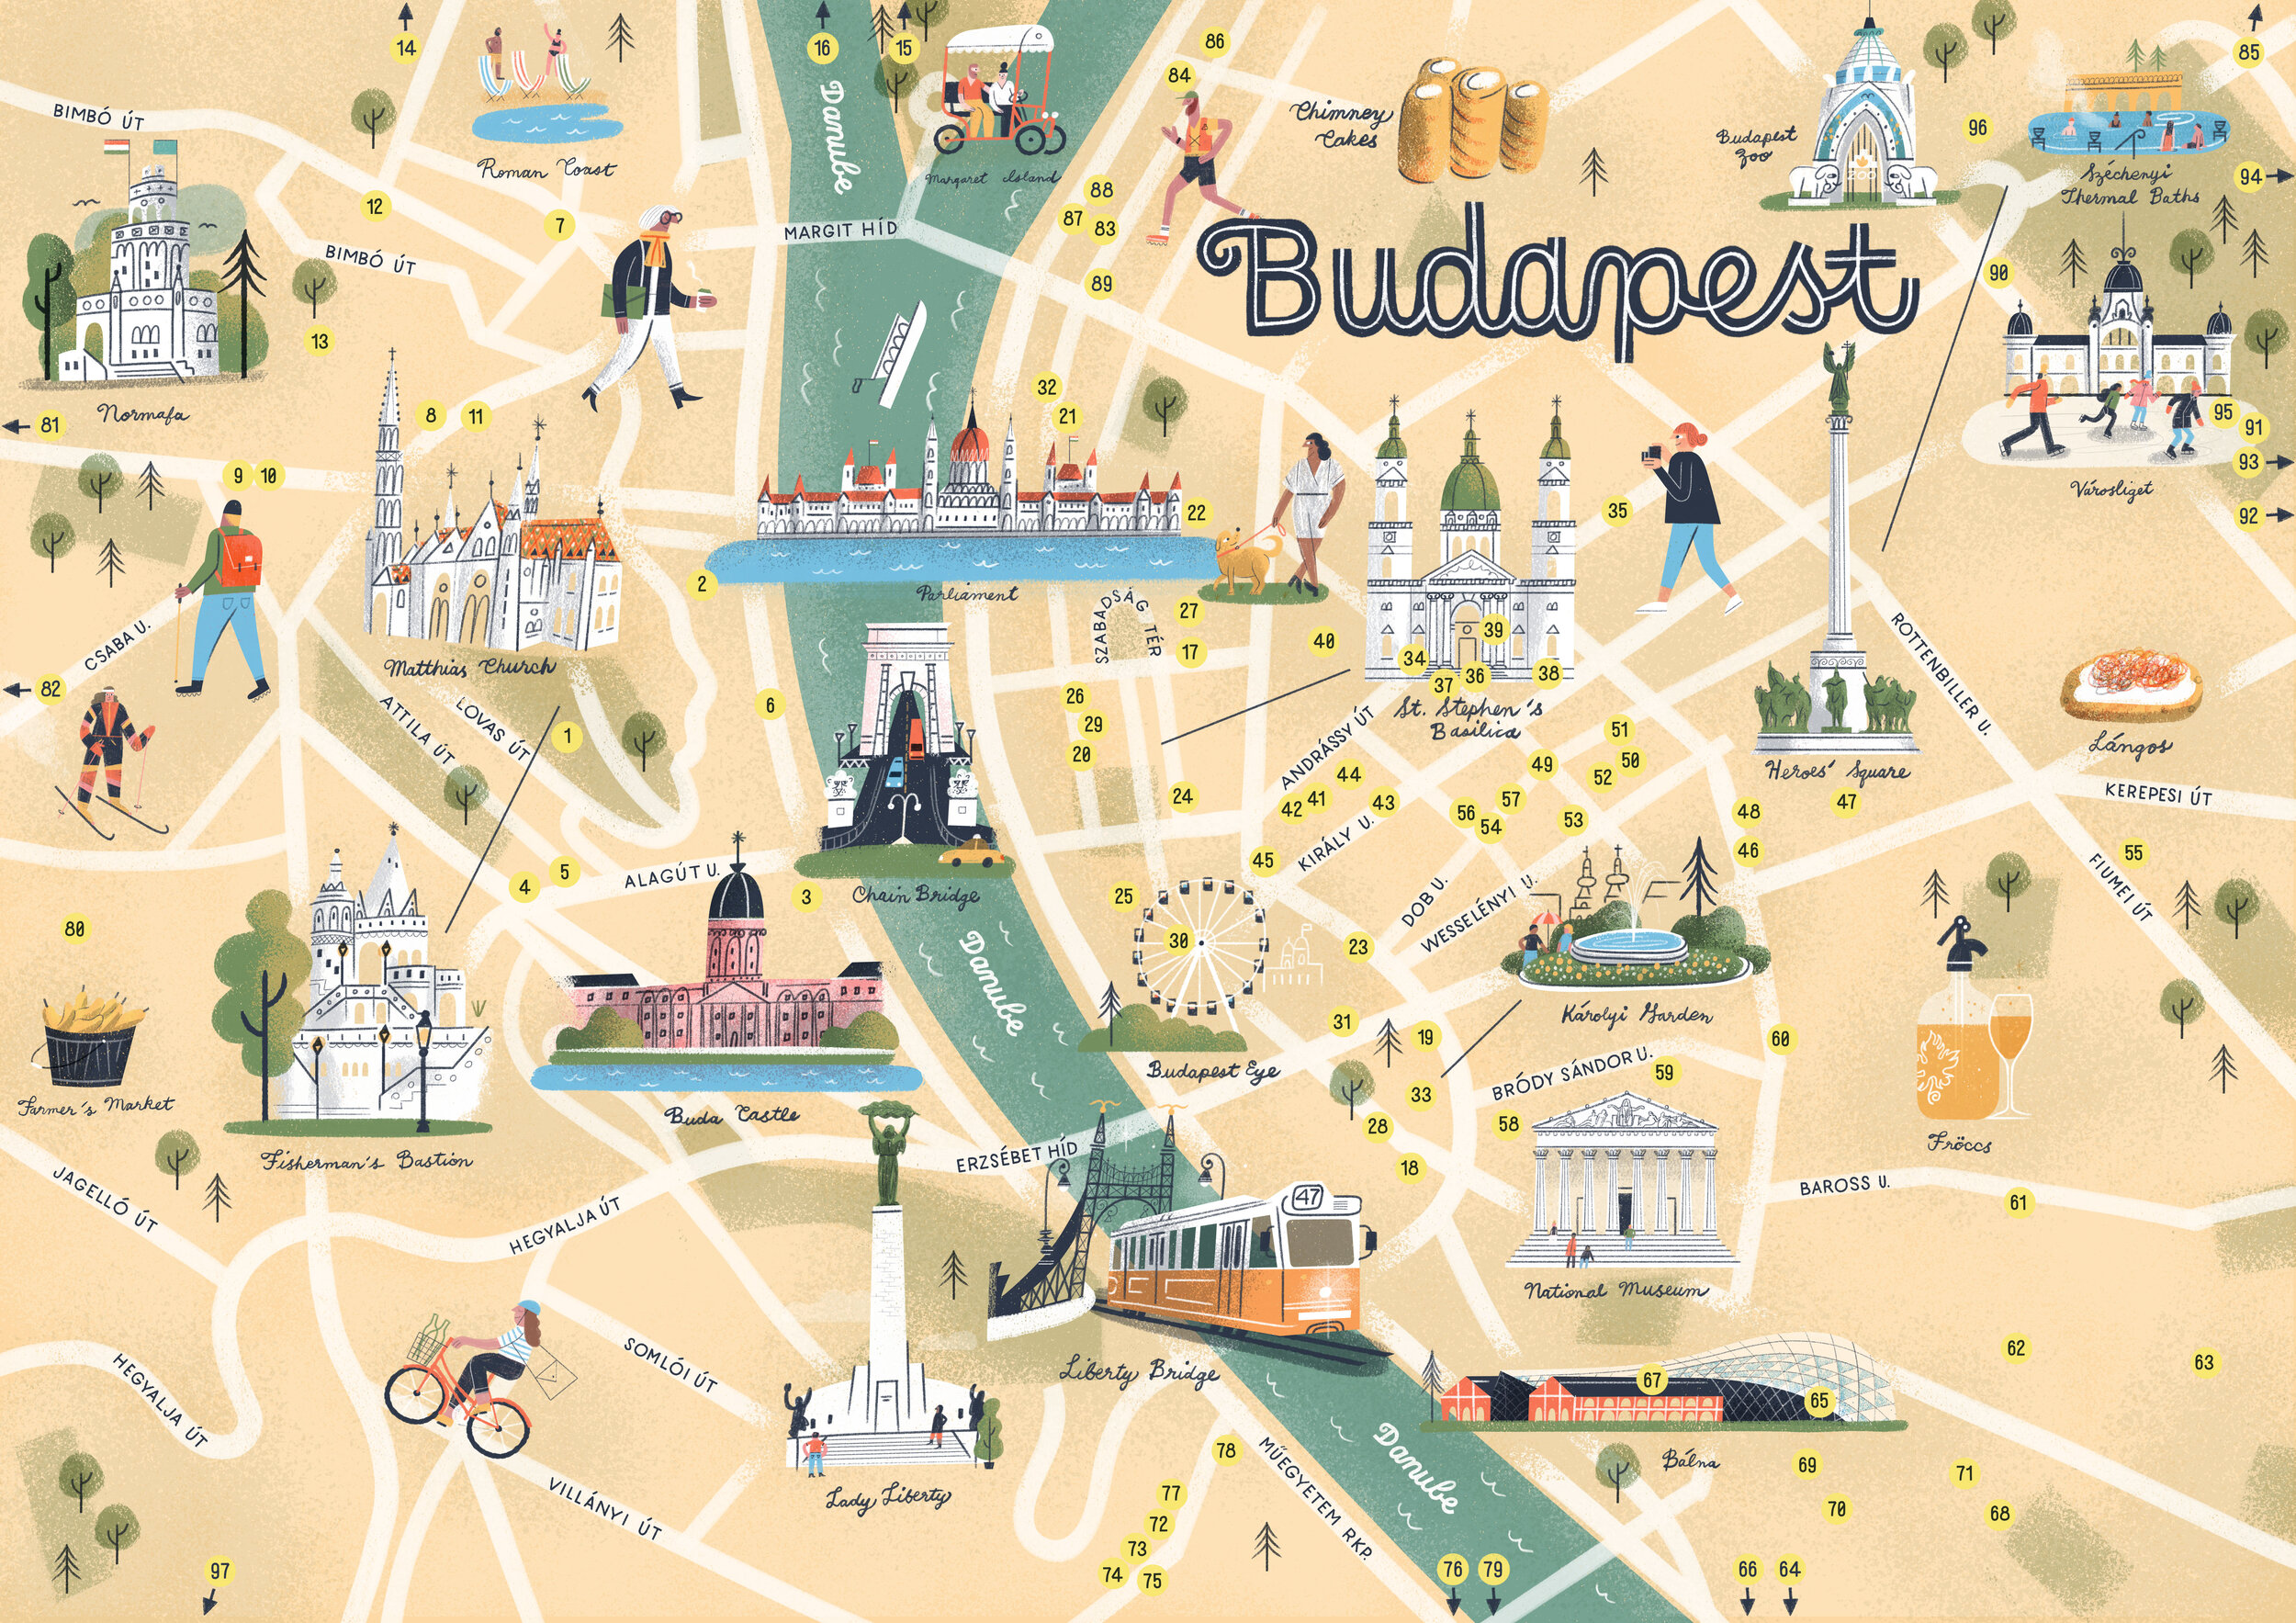 14
16
15
86
85
84
BIMBÓ ÚT
Danube
Chimney
Cakes
Budapest
Zoo
ZOO
96
Roman Coast
Margaret Island
Széchenyi
Thermal Baths
94
12
7
88
87
83
MARGIT HÍD
BIMBÓ ÚT
89
Budapest
90
13
Normafa
81
8
11
32
21
95
91
93
Városliget
92
9
10
22
35
2
Parliament
SZABADSÁG TÉR
27
17
40
39
34
37
36
38
St. Stephen's
Basilica
CSABA U.
82
Matthias Church
ATTILA ÚT
LOVAS ÚT
1
6
26
29
20
24
ANDRÁSSY ÚT
44
42
41
43
KIRÁLY U.
45
51
50
49
52
57
56
54
53
ROTTENBILLER U.
Heroes' Square
47
48
46
Lángos
KEREPESI ÚT
55
FIUMEI ÚT
80
4
5
ALAGÚT U.
3
Chain Bridge
Danube
25
30
23
DOB U.
WESSELÉNYI U.
Károlyi Garden
31
19
60
Farmer's Market
Fisherman's Bastion
Buda Castle
Budapest Eye
BRÓDY SÁNDOR U.
59
58
33
28
18
Fröccs
JAGELLÓ ÚT
HEGYALJA ÚT
ERZSÉBET HÍD
47
BAROSS U.
61
National Museum
62
63
HEGYALJA ÚT
SOMLÓI ÚT
Liberty Bridge
67
65
Bálna
Lady Liberty
VILLÁNYI ÚT
78
MŰEGYETEM RKP.
Danube
77
72
73
74
75
69
71
70
68
97
76
79
66
64